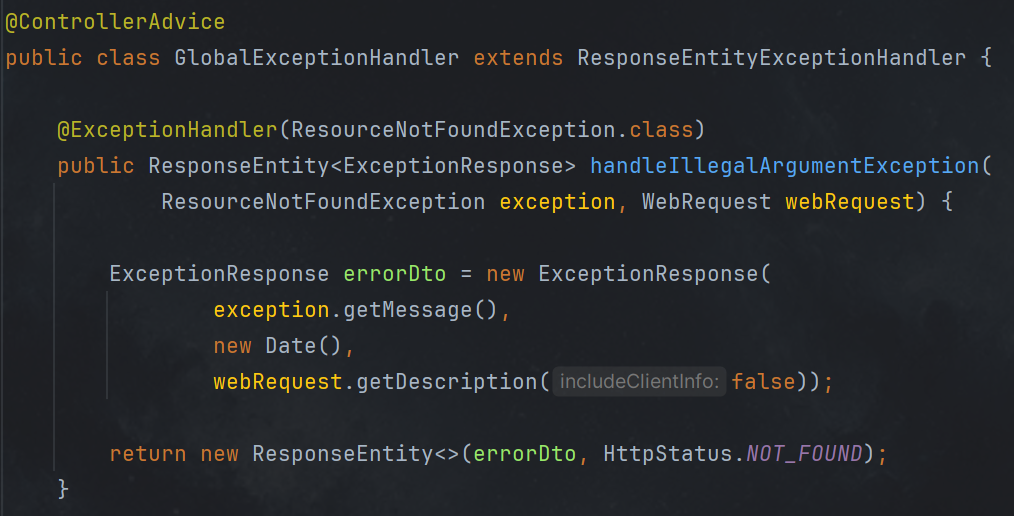 @ControllerAdvice
public class GlobalExceptionHandler extends ResponseEntityExceptionHandler {
@ExceptionHandler(ResourceNotFoundException.class)
public ResponseEntity<ExceptionResponse> handleIllegalArgumentException(
ResourceNotFoundException exception, WebRequest webRequest) {
ExceptionResponse errorDto = new ExceptionResponse(
exception.getMessage(),
new Date(),
webRequest.getDescription( includeClientInfo: false));
return new ResponseEntity<>(errorDto, HttpStatus.NOT_FOUND);
}